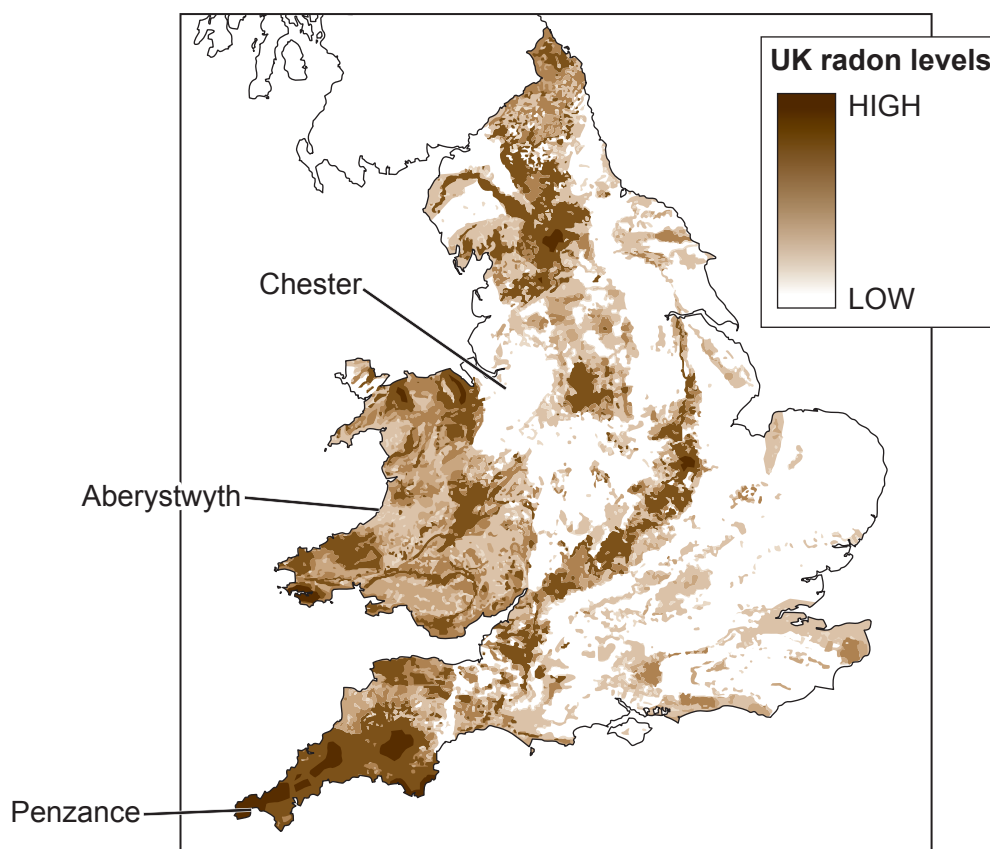 UK radon levels
HIGH
LOW
Chester
Aberystwyth
Penzance